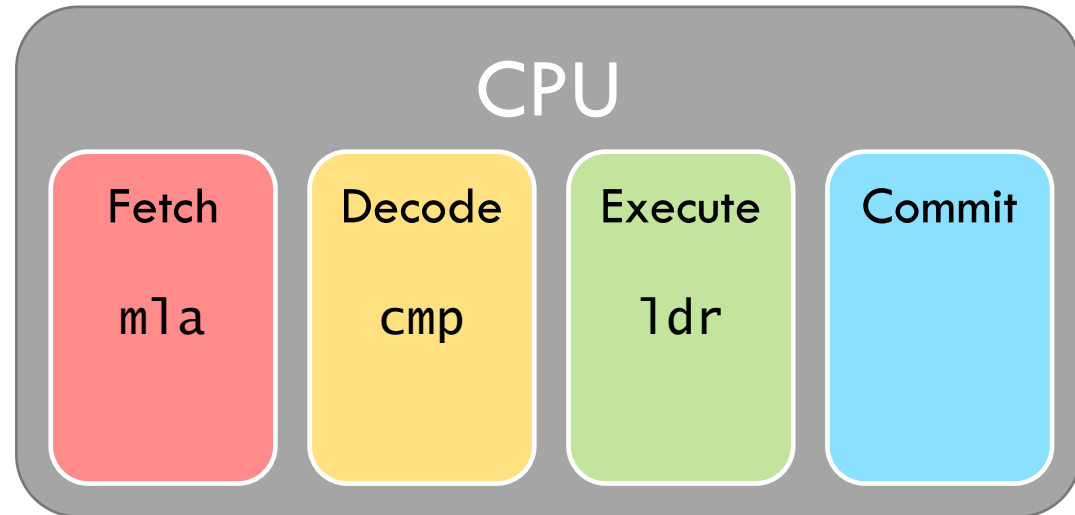 CPU
Fetch
mla
Decode
cmp
Execute
ldr
Commit